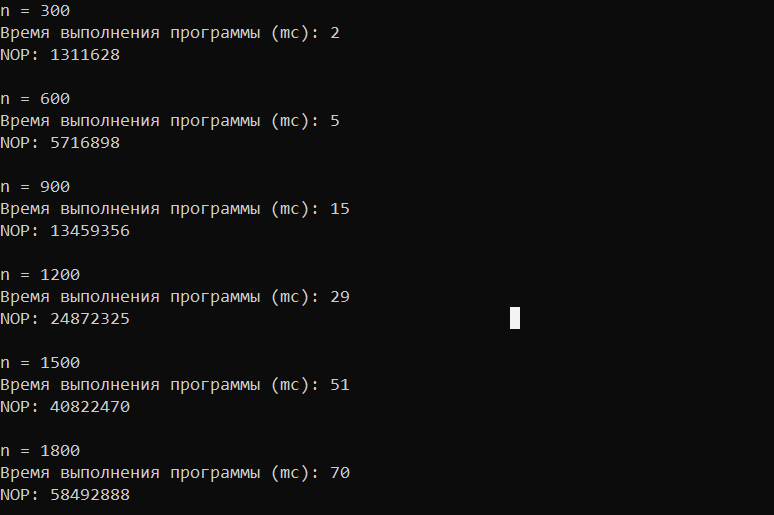 n = 300
Время выполнения программы (mc): 2
NOP: 1311628
n = 600
Время выполнения программы (mc): 5
NOP: 5716898
n = 900
Время выполнения программы (mc): 15
NOP: 13459356
n = 1200
Время выполнения программы (mc): 29
NOP: 24872325
n = 1500
Время выполнения программы (mc): 51
NOP: 40822470
n = 1800
Время выполнения программы (mc): 70
NOP: 58492888